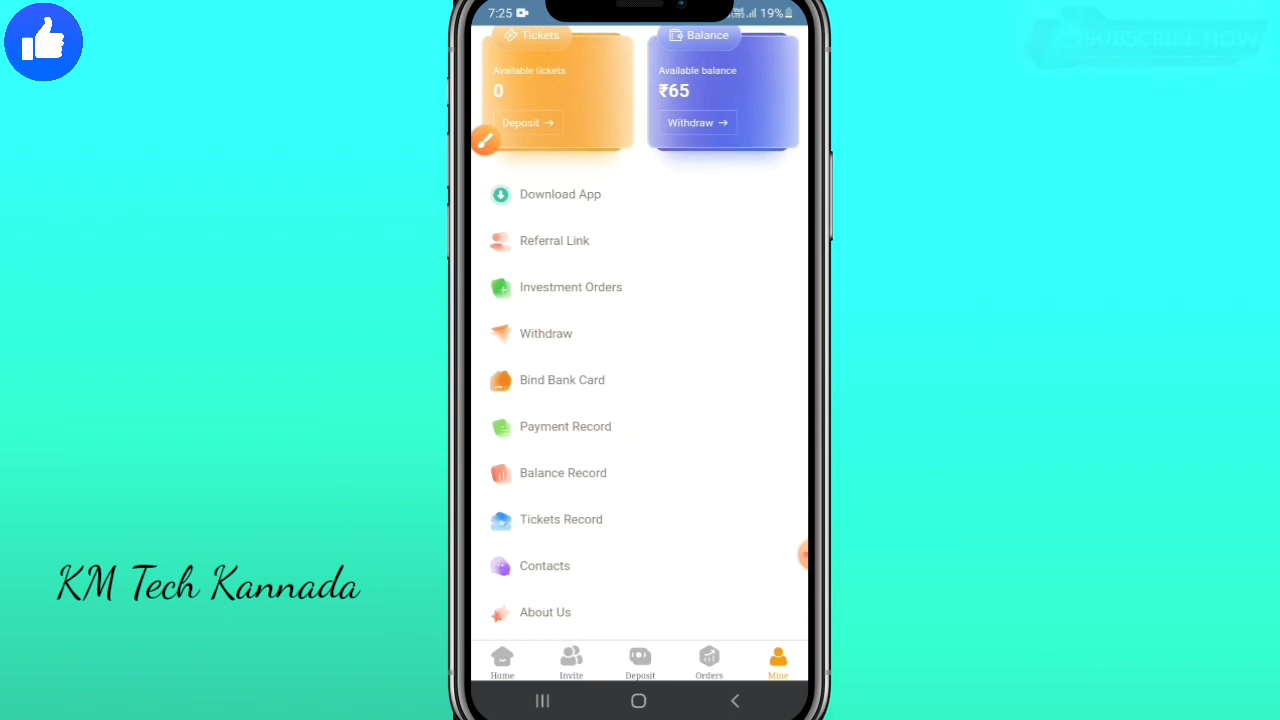 7:25
19%
SUBSCRIBE NOW
Tickets
Balance
Available tickets
0
Deposit →
Available balance
₹65
Withdraw →
Download App
Referral Link
Investment Orders
Withdraw
Bind Bank Card
Payment Record
Balance Record
Tickets Record
Contacts
About Us
Home
Invite
Deposit
Orders
Mine
KM Tech Kannada